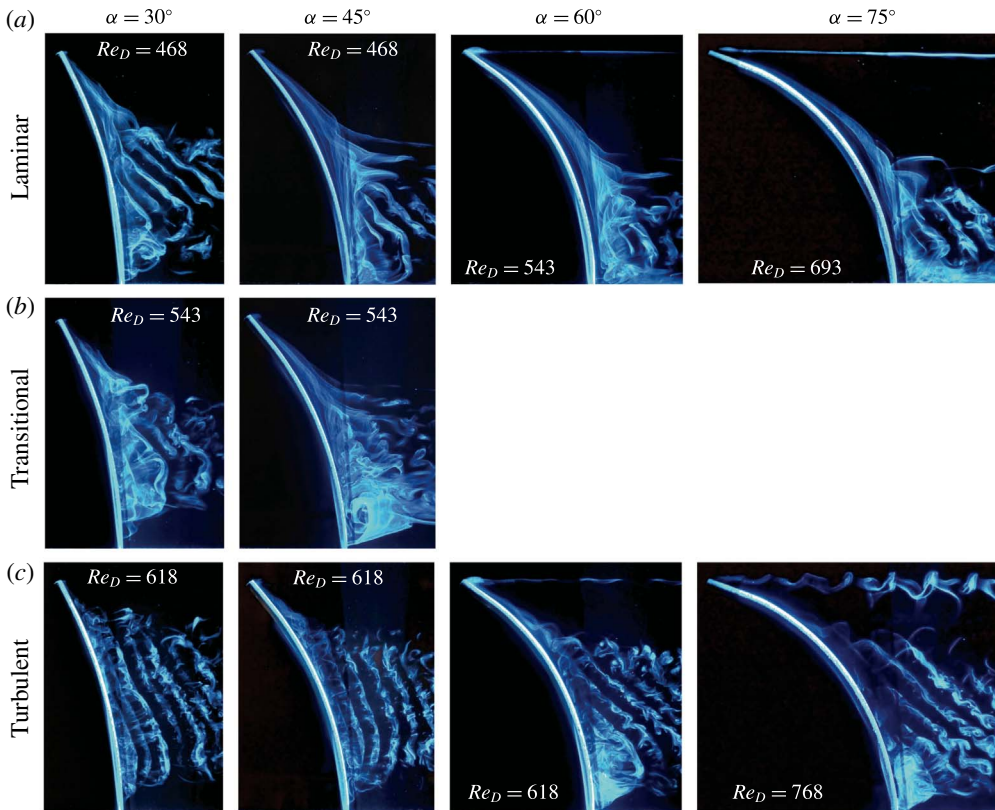 α = 30°
α = 45°
α = 60°
α = 75°
(a)
Laminar
Re_D = 468
Re_D = 468
Re_D = 543
Re_D = 693
(b)
Transitional
Re_D = 543
Re_D = 543
(c)
Turbulent
Re_D = 618
Re_D = 618
Re_D = 618
Re_D = 768